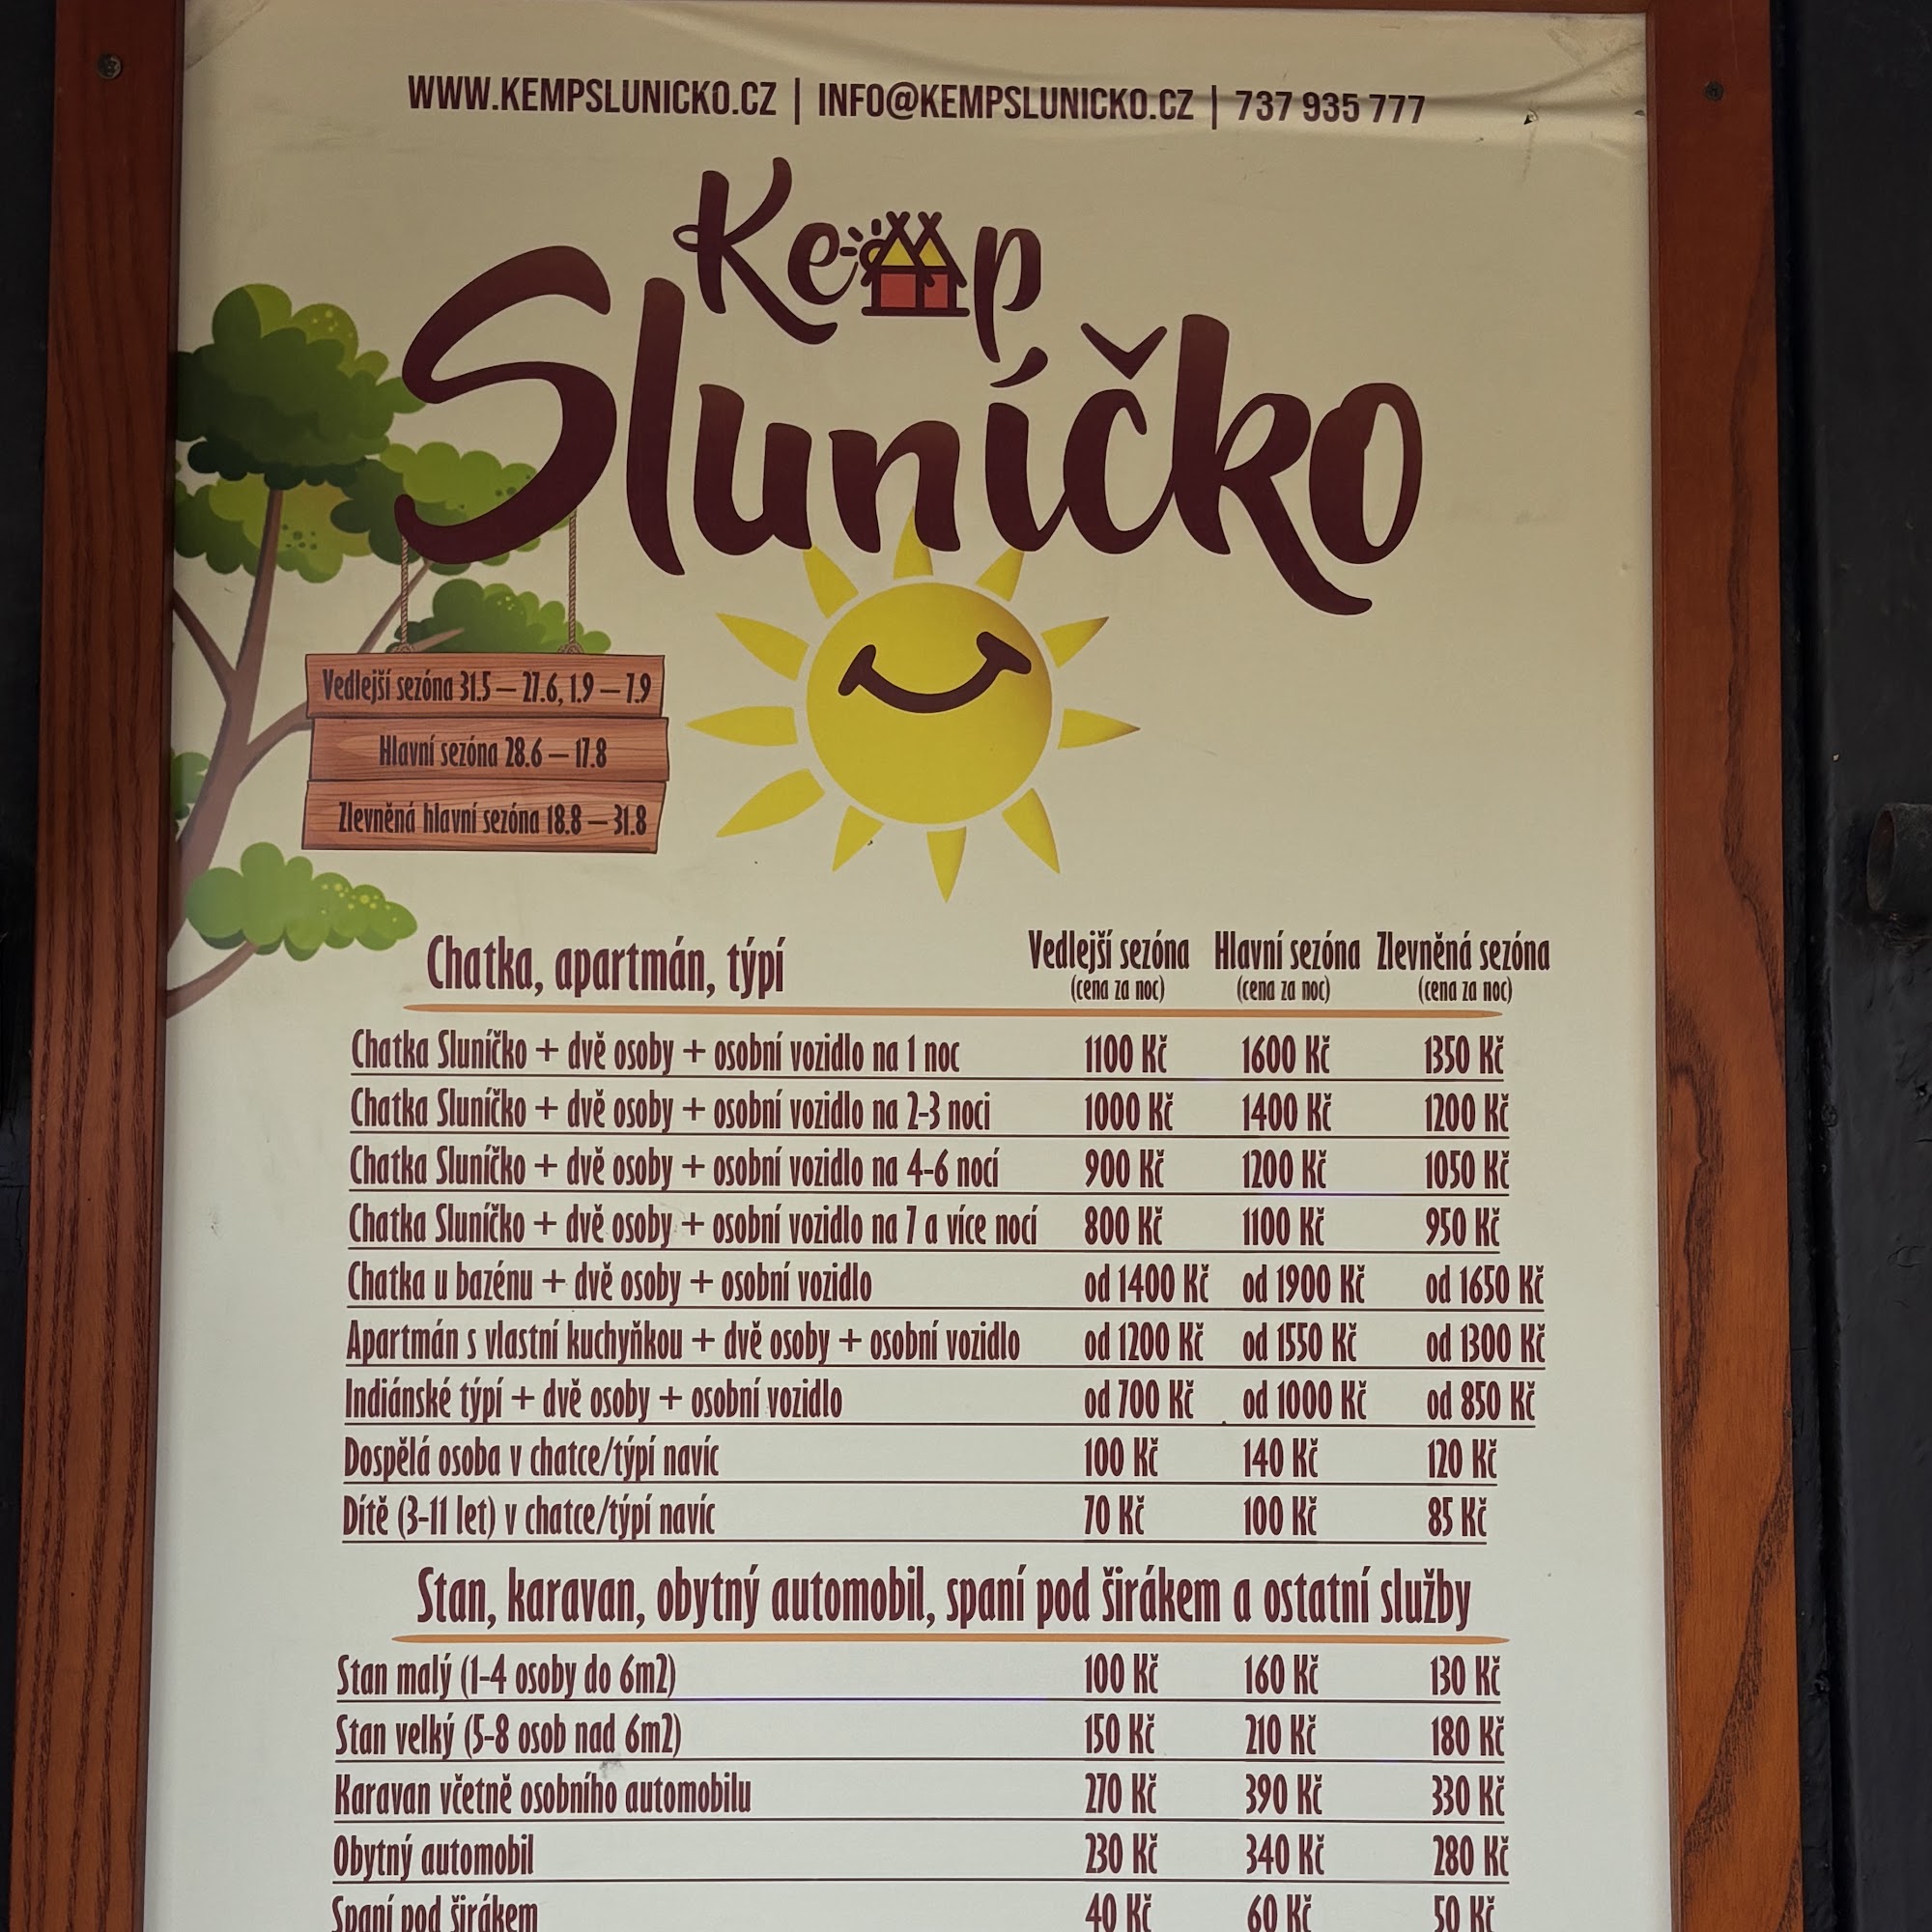 WWW.KEMPSLUNICKO.CZ | INFO@KEMPSLUNICKO.CZ | 737 935 777
Kemp
Sluníčko
Vedlejší sezóna 31.5 – 27.6, 1.9 – 7.9
Hlavní sezóna 28.6 – 17.8
Zlevněná hlavní sezóna 18.8 – 31.8
Chatka, apartmán, týpí Vedlejší sezóna Hlavní sezóna Zlevněná sezóna
(cena za noc) (cena za noc) (cena za noc)
Chatka Sluníčko + dvě osoby + osobní vozidlo na 1 noc 1100 Kč 1600 Kč 1350 Kč
Chatka Sluníčko + dvě osoby + osobní vozidlo na 2-3 noci 1000 Kč 1400 Kč 1200 Kč
Chatka Sluníčko + dvě osoby + osobní vozidlo na 4-6 nocí 900 Kč 1200 Kč 1050 Kč
Chatka Sluníčko + dvě osoby + osobní vozidlo na 7 a více nocí 800 Kč 1100 Kč 950 Kč
Chatka u bazénu + dvě osoby + osobní vozidlo od 1400 Kč od 1900 Kč od 1650 Kč
Apartmán s vlastní kuchyňkou + dvě osoby + osobní vozidlo od 1200 Kč od 1550 Kč od 1300 Kč
Indiánské týpí + dvě osoby + osobní vozidlo od 700 Kč od 1000 Kč od 850 Kč
Dospělá osoba v chatce/týpí navíc 100 Kč 140 Kč 120 Kč
Dítě (3-11 let) v chatce/týpí navíc 70 Kč 100 Kč 85 Kč
Stan, karavan, obytný automobil, spaní pod širákem a ostatní služby
Stan malý (1-4 osoby do 6m2) 100 Kč 160 Kč 130 Kč
Stan velký (5-8 osob nad 6m2) 150 Kč 210 Kč 180 Kč
Karavan včetně osobního automobilu 270 Kč 390 Kč 330 Kč
Obytný automobil 230 Kč 340 Kč 280 Kč
Spaní pod širákem 40 Kč 60 Kč 50 Kč